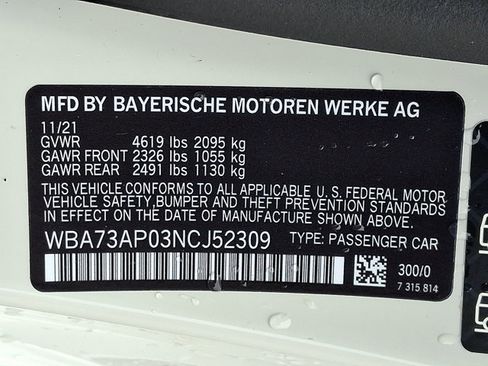 MFD BY BAYERISCHE MOTOREN WERKE AG
11/21
GVWR 4619 lbs 2095 kg
GAWR FRONT 2326 lbs 1055 kg
GAWR REAR 2491 lbs 1130 kg
THIS VEHICLE CONFORMS TO ALL APPLICABLE U.S. FEDERAL MOTOR
VEHICLE SAFETY,BUMPER AND THEFT PREVENTION STANDARDS IN
EFFECT ON THE DATE OF MANUFACTURE SHOWN ABOVE.
WBA73AP03NCJ52309 TYPE: PASSENGER CAR
300/0
7 315 814